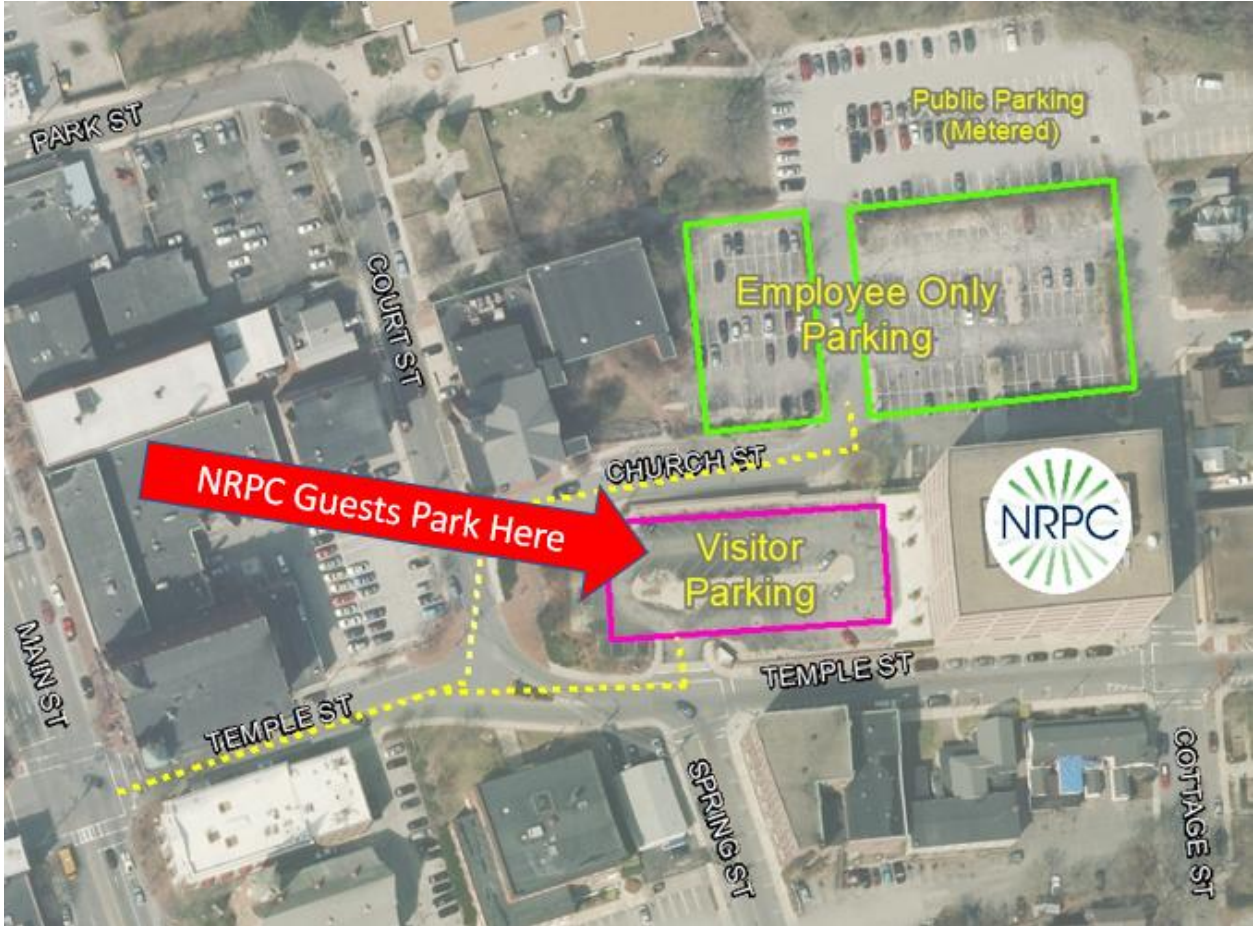 PARK ST
Public Parking
(Metered)
COURT ST
Employee Only
Parking
CHURCH ST
NRPC Guests Park Here
NRPC
Visitor
Parking
MAIN ST
TEMPLE ST
TEMPLE ST
SPRING ST
COTTAGE ST